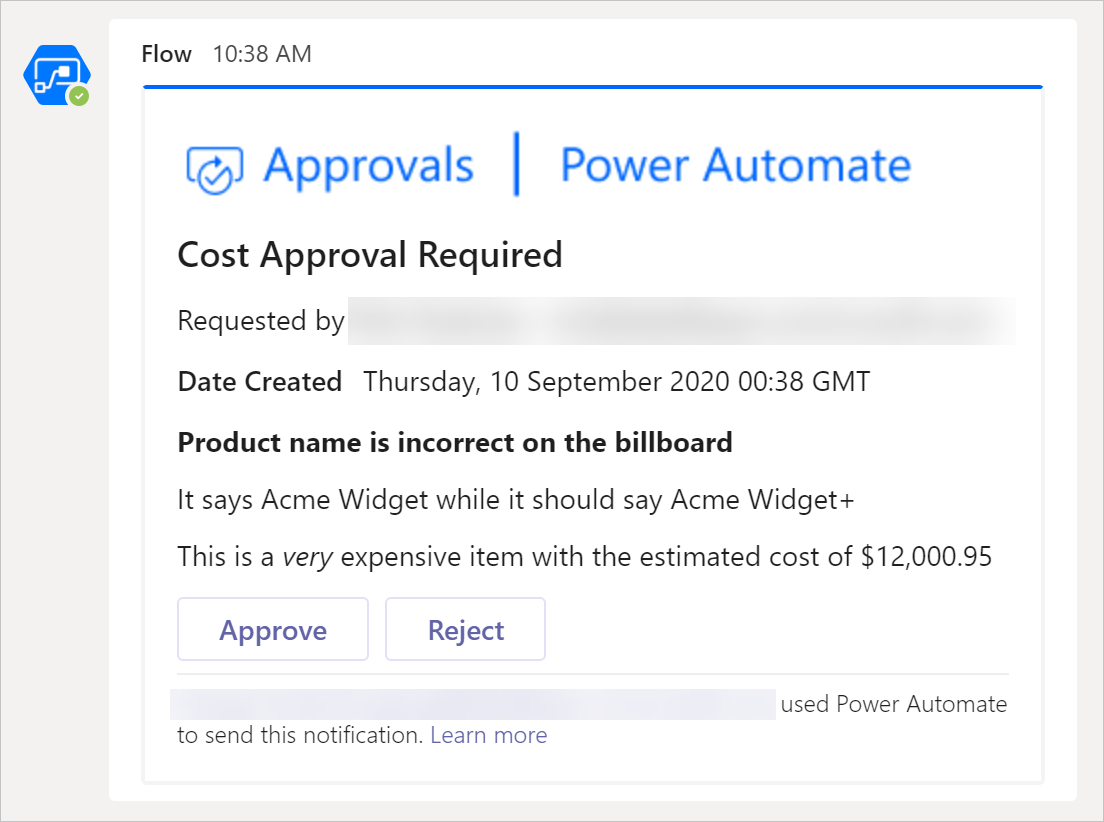 Flow 10:38 AM
Approvals | Power Automate
Cost Approval Required
Requested by
Date Created Thursday, 10 September 2020 00:38 GMT
Product name is incorrect on the billboard
It says Acme Widget while it should say Acme Widget+
This is a very expensive item with the estimated cost of $12,000.95
Approve Reject
used Power Automate
to send this notification. Learn more